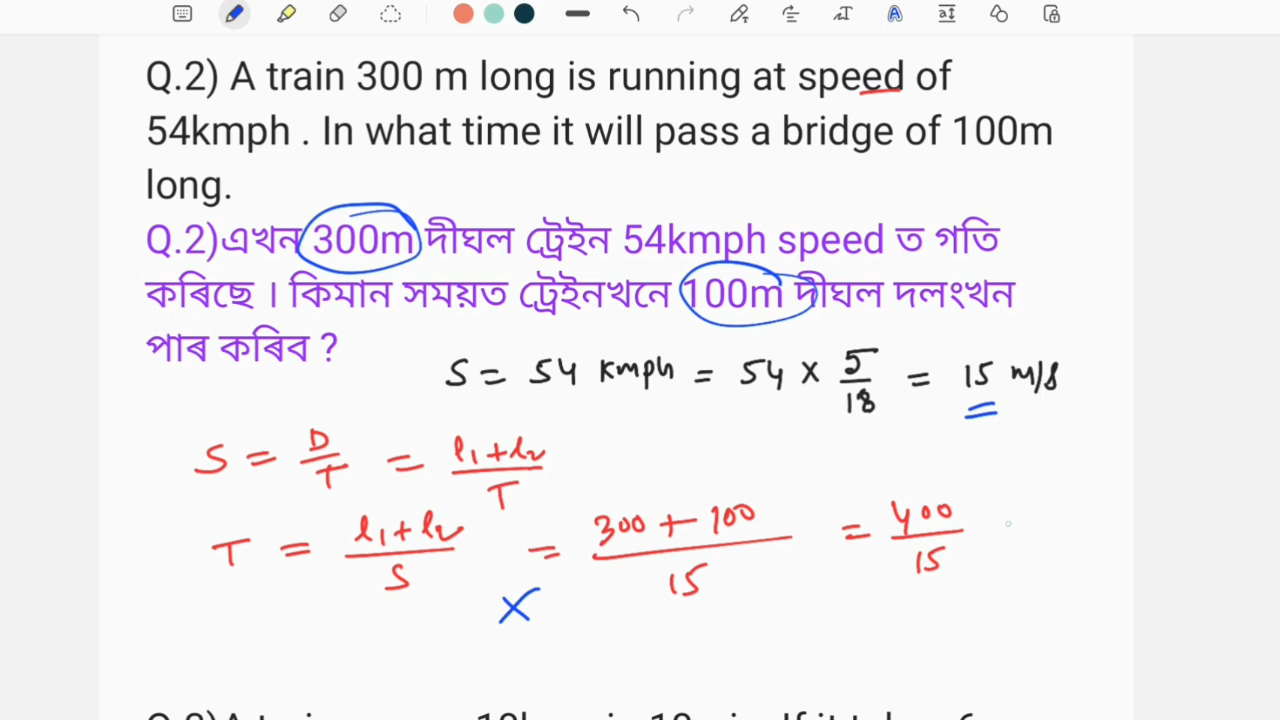 Q.2) A train 300 m long is running at speed of
54kmph . In what time it will pass a bridge of 100m
long.
Q.2)এখন 300m দীঘল ট্ৰেইন 54kmph speed ত গতি
কৰিছে । কিমান সময়ত ট্ৰেইনখনে 100m দীঘল দলংখন
পাৰ কৰিব ?
S = 54 kmph = 54 × 5/18 = 15 m/s
S = D/T = l₁+l₂/T
T = l₁+l₂/S = 300+100/15 = 400/15
×